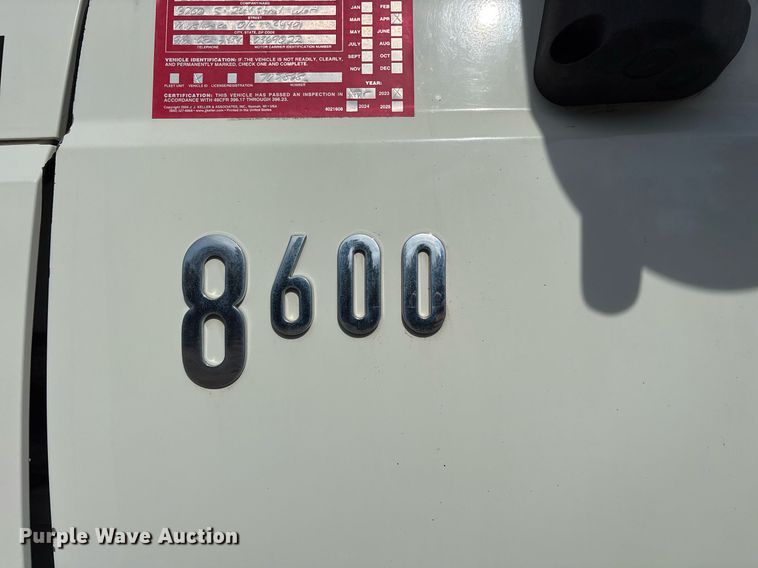 COMPANY NAME
STREET
CITY, STATE, ZIP CODE
TELEPHONE MOTOR CARRIER IDENTIFICATION NUMBER
JAN FEB
MAR APR
MAY JUN
JULY AUG
SEPT OCT
NOV DEC
VEHICLE IDENTIFICATION: IF THE VEHICLE IS NOT READILY, CLEARLY,
AND PERMANENTLY MARKED, CHECK ONE AND COMPLETE.
FLEET UNIT VEHICLE ID LICENSE/REGISTRATION NUMBER
YEAR:
CERTIFICATION: THIS VEHICLE HAS PASSED AN INSPECTION IN
ACCORDANCE WITH 49CFR 396.17 THROUGH 396.23.
2023
2024 2025
8600
Purple Wave Auction